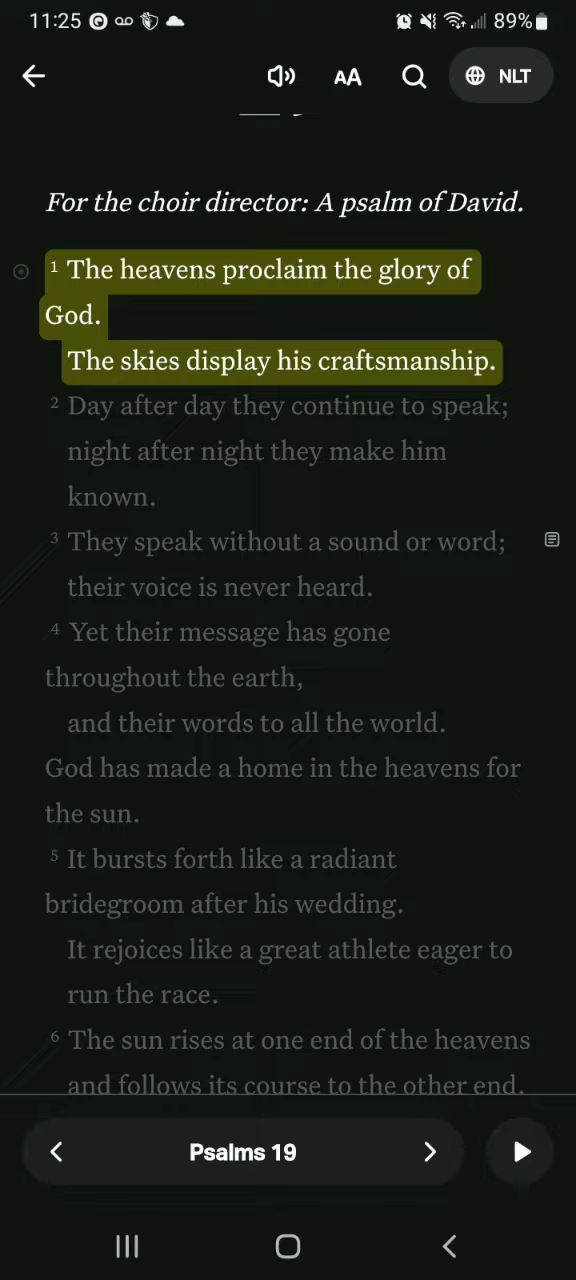 11:25 89%
AA NLT
For the choir director: A psalm of David.
1 The heavens proclaim the glory of
God.
The skies display his craftsmanship.
2 Day after day they continue to speak;
night after night they make him
known.
3 They speak without a sound or word;
their voice is never heard.
4 Yet their message has gone
throughout the earth,
and their words to all the world.
God has made a home in the heavens for
the sun.
5 It bursts forth like a radiant
bridegroom after his wedding.
It rejoices like a great athlete eager to
run the race.
6 The sun rises at one end of the heavens
and follows its course to the other end.
Psalms 19